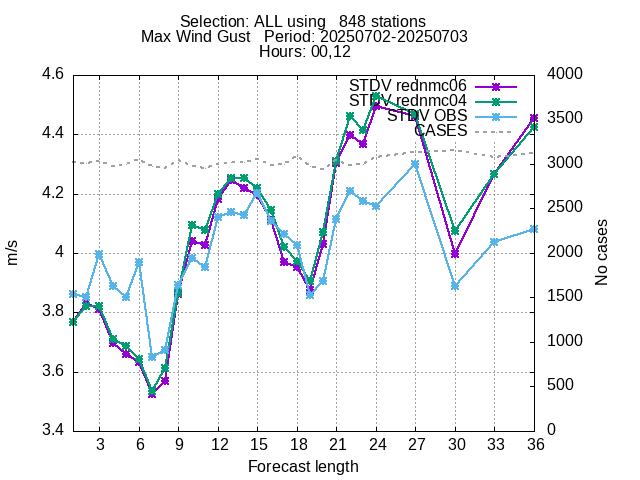 Selection: ALL using   848 stations
Max Wind Gust   Period: 20250702-20250703
Hours: 00,12
STDV rednmc06
STDV rednmc04
STDV OBS
CASES
4.6
4.4
4.2
4
3.8
3.6
3.4
m/s
4000
3500
3000
2500
2000
1500
1000
500
0
No cases
3 6 9 12 15 18 21 24 27 30 33 36
Forecast length